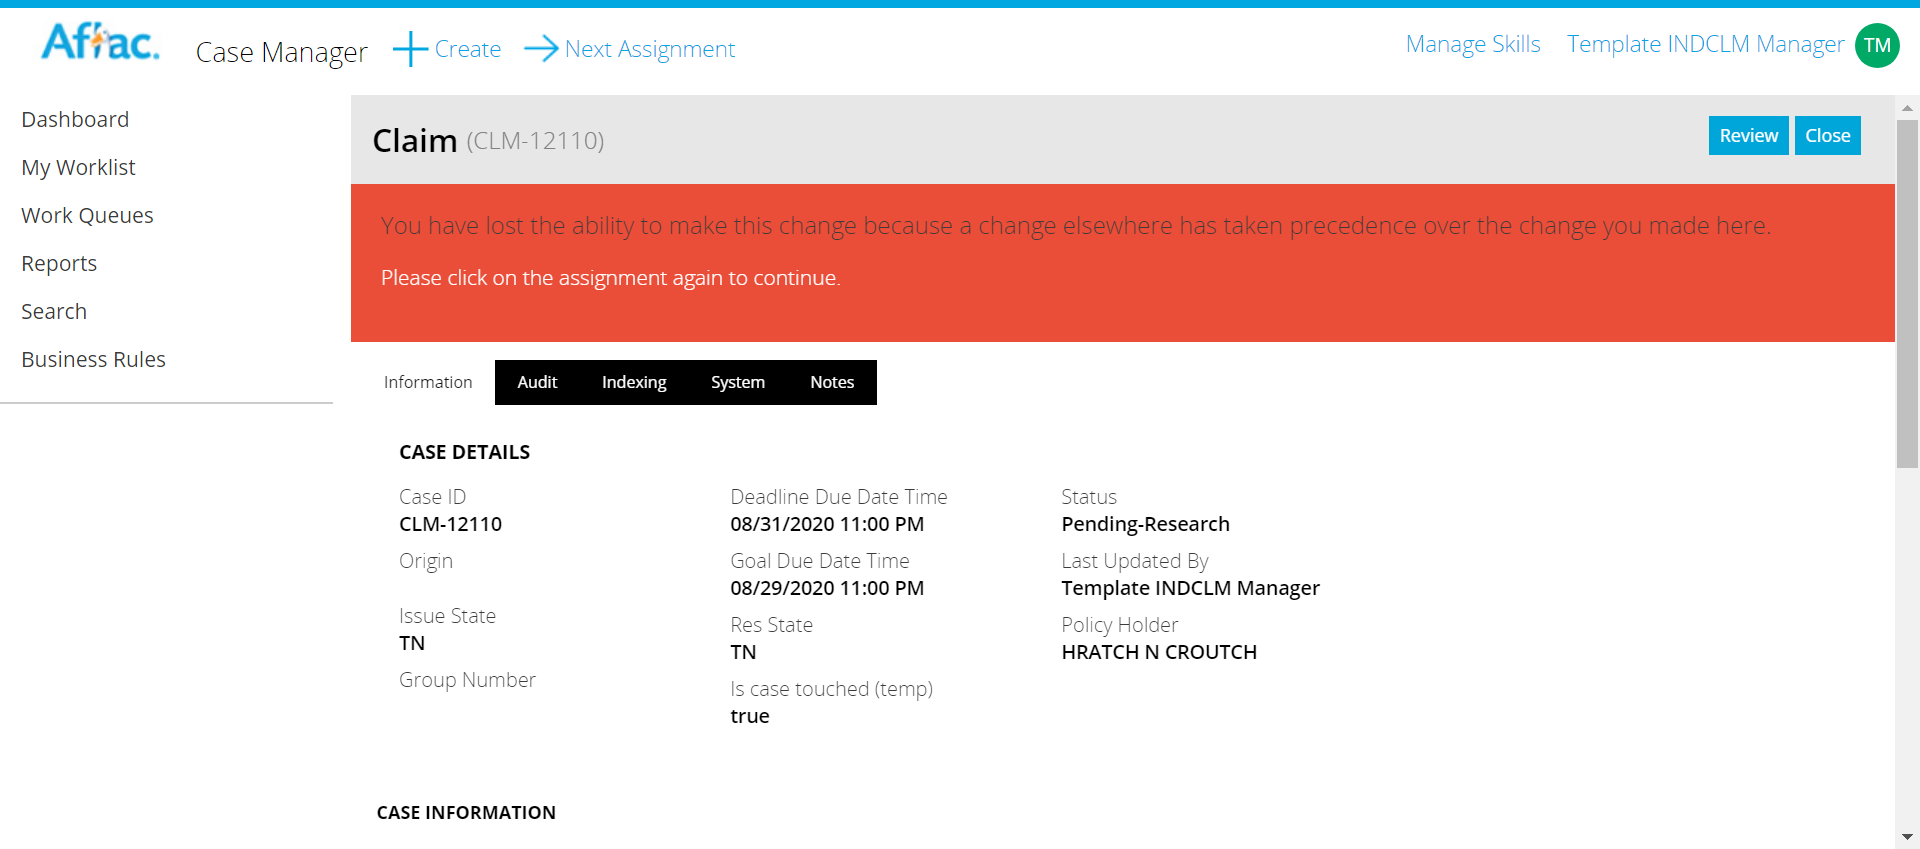 Aflac.
Case Manager
Create
Next Assignment
Manage Skills
Template INDCLM Manager
TM
Dashboard
My Worklist
Work Queues
Reports
Search
Business Rules
Claim (CLM-12110)
Review
Close
You have lost the ability to make this change because a change elsewhere has taken precedence over the change you made here.
Please click on the assignment again to continue.
Information
Audit
Indexing
System
Notes
CASE DETAILS
Case ID
CLM-12110
Origin
Issue State
TN
Group Number
Deadline Due Date Time
08/31/2020 11:00 PM
Goal Due Date Time
08/29/2020 11:00 PM
Res State
TN
Is case touched (temp)
true
Status
Pending-Research
Last Updated By
Template INDCLM Manager
Policy Holder
HRATCH N CROUTCH
CASE INFORMATION